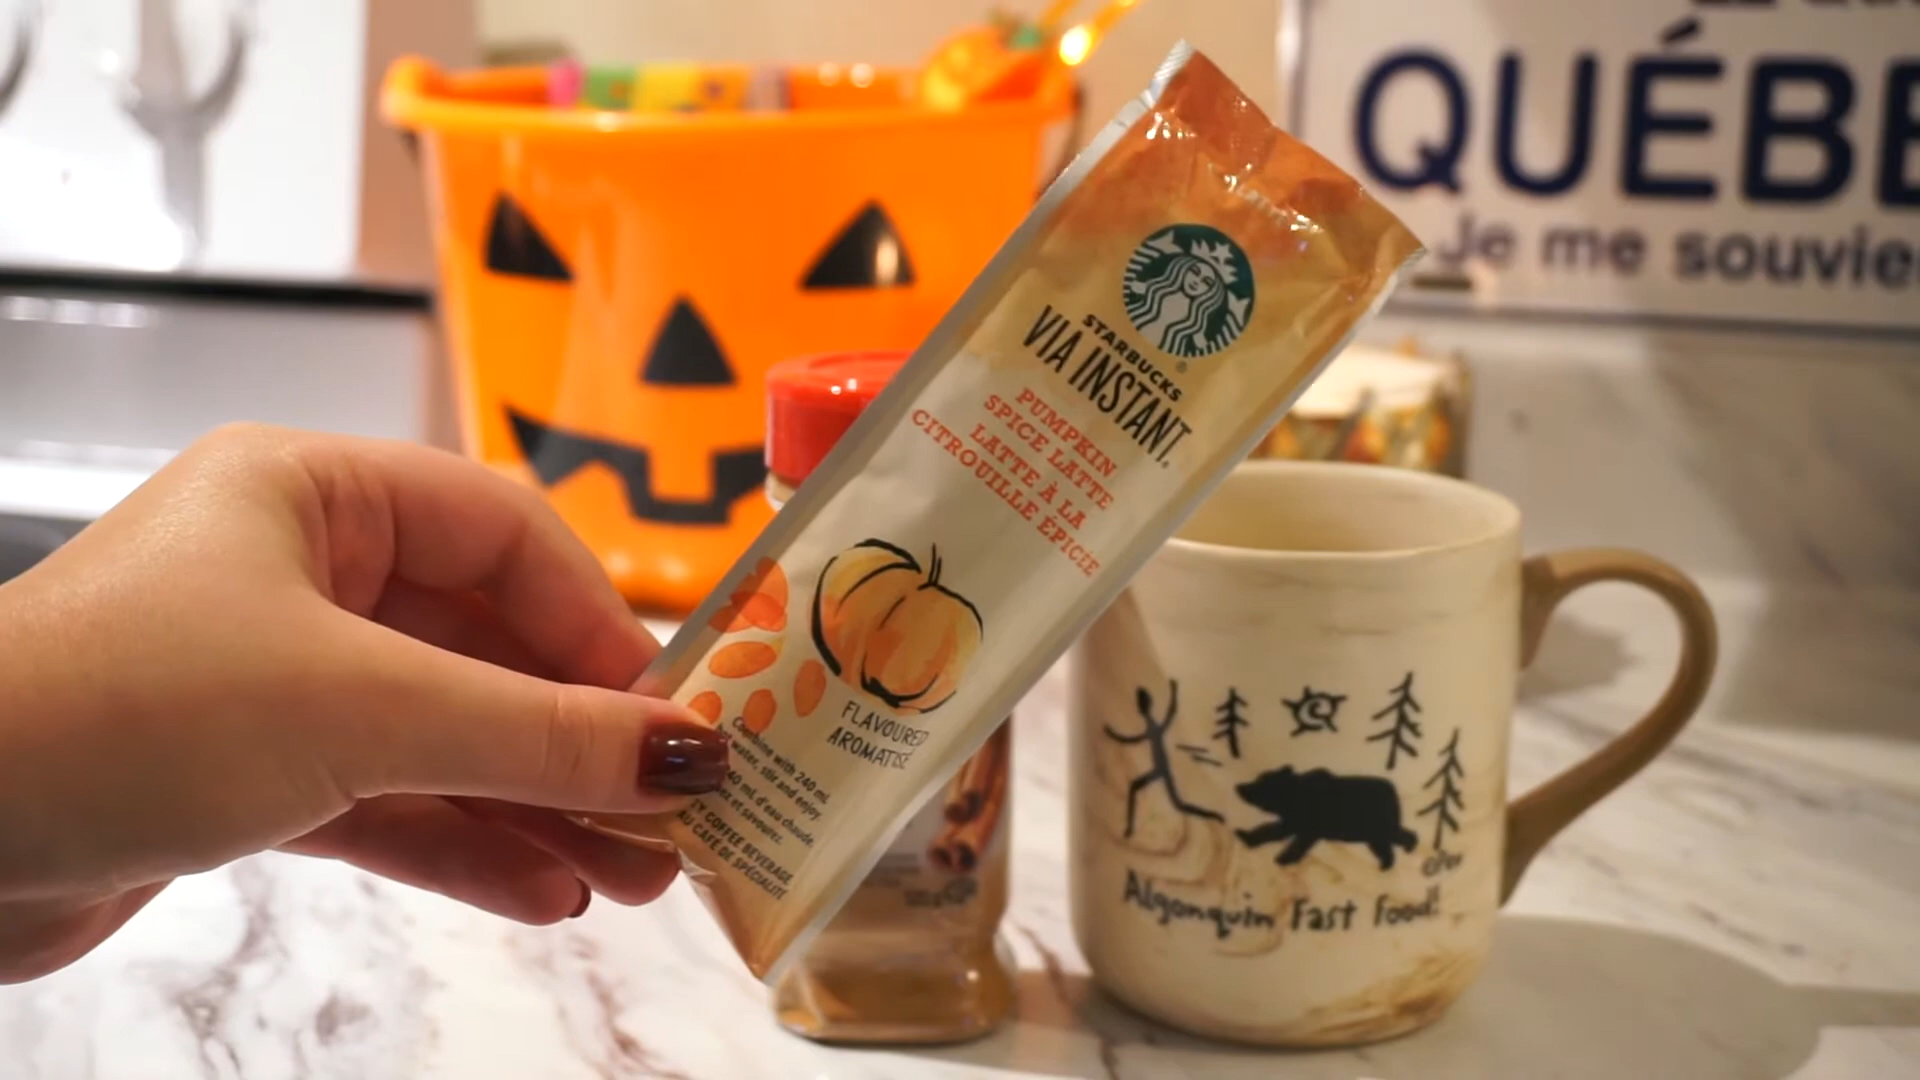 QUÉBE
Je me souvie
STARBUCKS®
VIA INSTANT®
PUMPKIN
SPICE LATTE
LATTE À LA
CITROUILLE ÉPICÉE
FLAVOURED
AROMATISÉ
Combine with 240 mL
hot water, stir and enjoy.
240 mL d'eau chaude,
et savourez.
TY COFFEE BEVERAGE
AU CAFÉ DE SPÉCIALITÉ
Algonquin Fast Food!